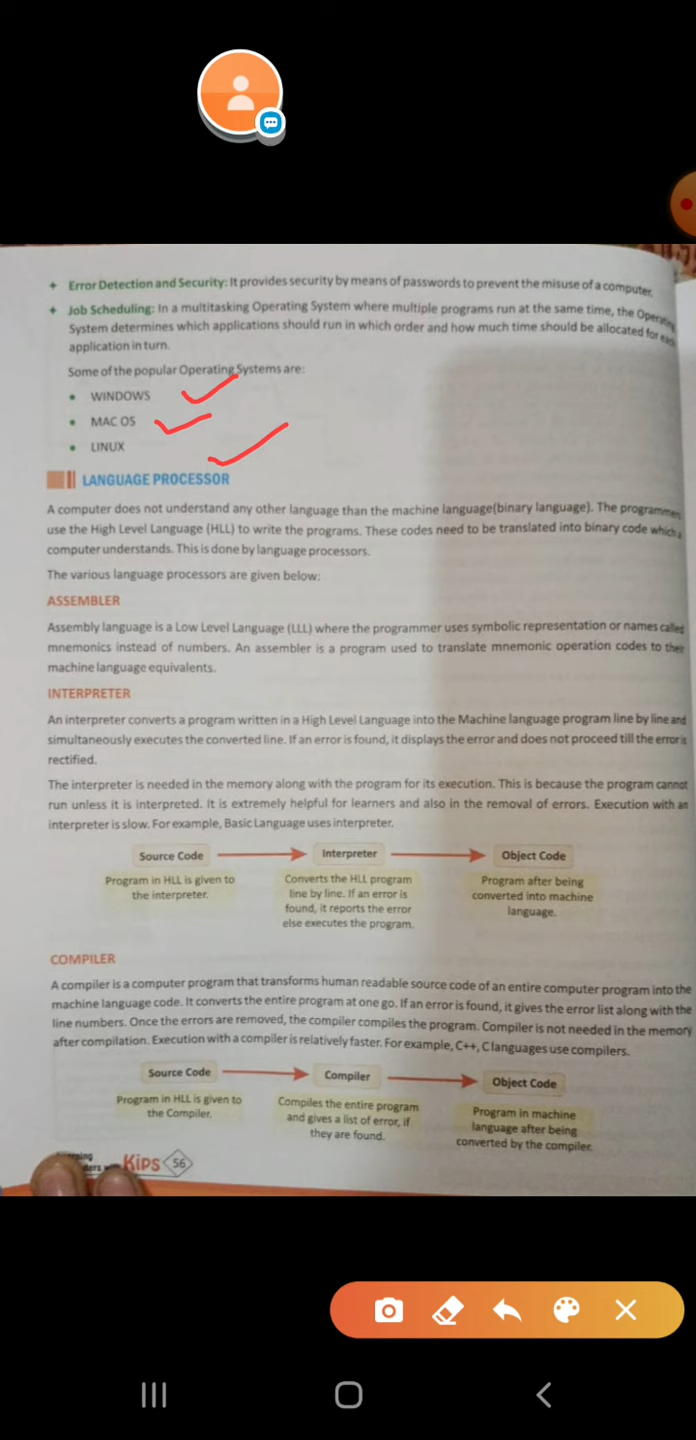 + Error Detection and Security: It provides security by means of passwords to prevent the misuse of a computer.
+ Job Scheduling: In a multitasking Operating System where multiple programs run at the same time, the Operating
System determines which applications should run in which order and how much time should be allocated for each
application in turn.
Some of the popular Operating Systems are:
• WINDOWS
• MAC OS
• LINUX
LANGUAGE PROCESSOR
A computer does not understand any other language than the machine language(binary language). The programmers
use the High Level Language (HLL) to write the programs. These codes need to be translated into binary code which a
computer understands. This is done by language processors.
The various language processors are given below:
ASSEMBLER
Assembly language is a Low Level Language (LLL) where the programmer uses symbolic representation or names called
mnemonics instead of numbers. An assembler is a program used to translate mnemonic operation codes to their
machine language equivalents.
INTERPRETER
An interpreter converts a program written in a High Level Language into the Machine language program line by line and
simultaneously executes the converted line. If an error is found, it displays the error and does not proceed till the error is
rectified.
The interpreter is needed in the memory along with the program for its execution. This is because the program cannot
run unless it is interpreted. It is extremely helpful for learners and also in the removal of errors. Execution with an
interpreter is slow. For example, Basic Language uses interpreter.
Source Code Interpreter Object Code
Program in HLL is given to
the interpreter.
Converts the HLL program
line by line. If an error is
found, it reports the error
else executes the program.
Program after being
converted into machine
language.
COMPILER
A compiler is a computer program that transforms human readable source code of an entire computer program into the
machine language code. It converts the entire program at one go. If an error is found, it gives the error list along with the
line numbers. Once the errors are removed, the compiler compiles the program. Compiler is not needed in the memory
after compilation. Execution with a compiler is relatively faster. For example, C++, C languages use compilers.
Source Code Compiler Object Code
Program in HLL is given to
the Compiler.
Compiles the entire program
and gives a list of error, if
they are found.
Program in machine
language after being
converted by the compiler.
Kips 56